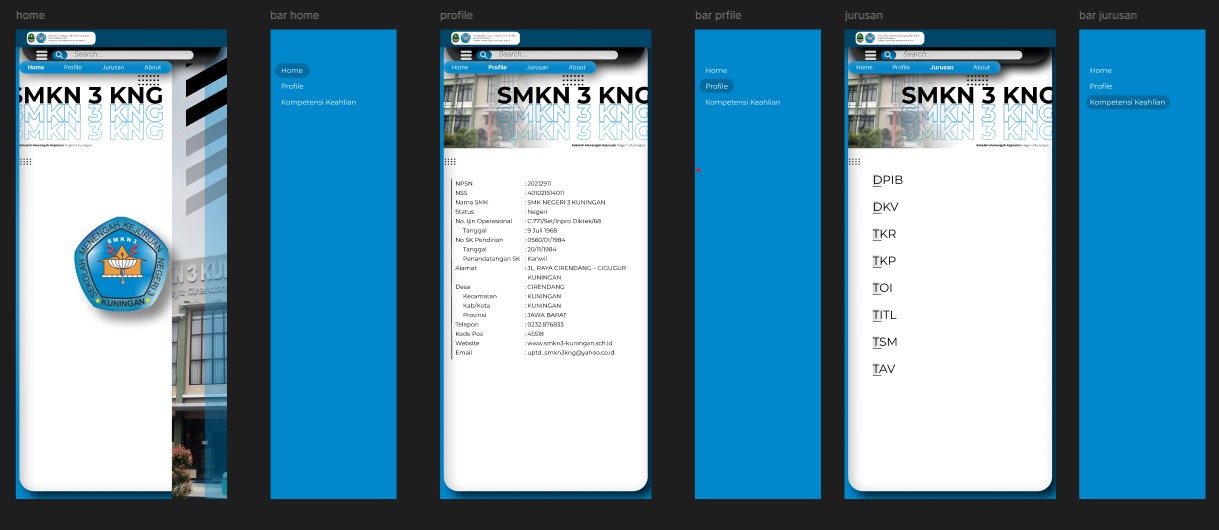 home
bar home
profile
bar prfile
jurusan
bar jurusan
Search...
Home Profile Jurusan About
SMKN 3 KNG
SMKN 3 KNG
SMKN 3 KNG
Sekolah Menengah Kejuruan Negeri 3 Kuningan
SEKOLAH MENENGAH KEJURUAN NEGERI 3
SMKN 3
KUNINGAN
Home
Profile
Kompetensi Keahlian
Search...
Home Profile Jurusan About
SMKN 3 KNG
SMKN 3 KNG
SMKN 3 KNG
Sekolah Menengah Kejuruan Negeri 3 Kuningan
NPSN : 20212911
NSS : 401021514011
Nama SMK : SMK NEGERI 3 KUNINGAN
Status : Negeri
No. Ijin Operasional : C.771/Set/Inpro Diktek/68
Tanggal : 9 Juli 1968
No SK Pendirian : 0580/01/1984
Tanggal : 20/11/1984
Penandatangan SK : Kanwil
Alamat : JL. RAYA CIRENDANG – CIGUGUR
KUNINGAN
Desa : CIRENDANG
Kecamatan : KUNINGAN
Kab/Kota : KUNINGAN
Provinsi : JAWA BARAT
Telepon : 0232.876833
Kode Pos : 45518
Website : www.smkn3-kuningan.sch.id
Email : uptd_smkn3kng@yahoo.co.id
Home
Profile
Kompetensi Keahlian
Search...
Home Profile Jurusan About
SMKN 3 KNG
SMKN 3 KNG
SMKN 3 KNG
Sekolah Menengah Kejuruan Negeri 3 Kuningan
DPIB
DKV
TKR
TKP
TOI
TITL
TSM
TAV
Home
Profile
Kompetensi Keahlian